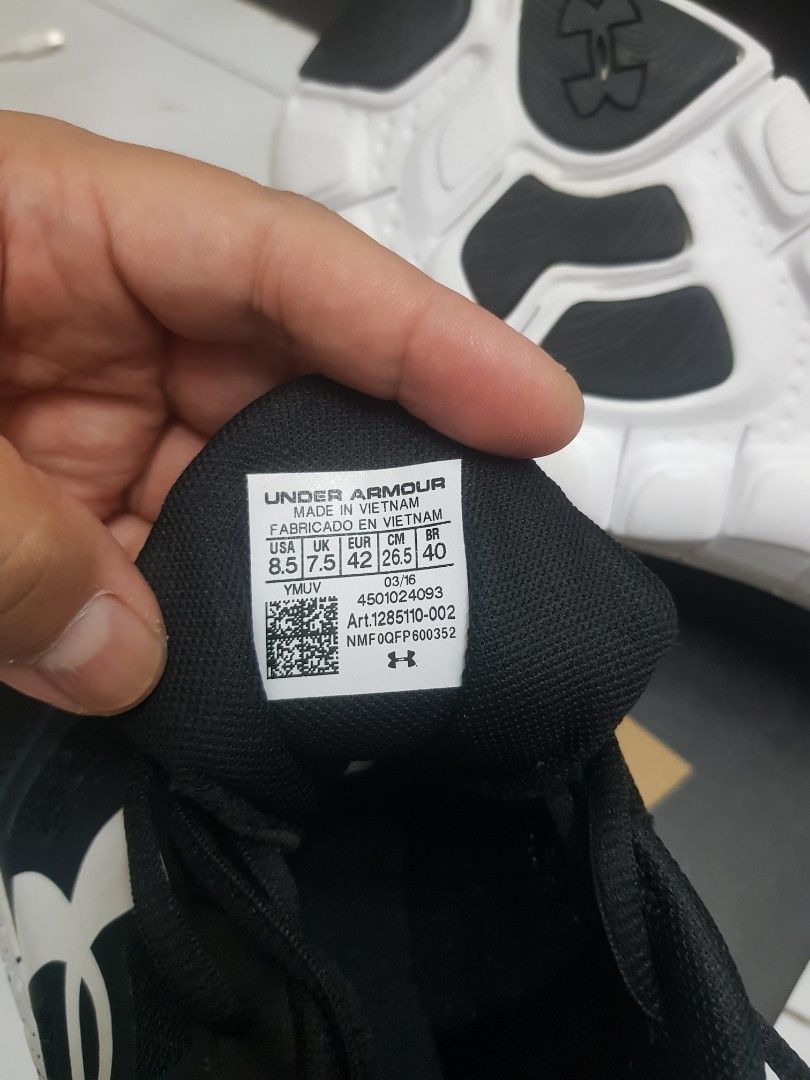 UNDER ARMOUR
MADE IN VIETNAM
FABRICADO EN VIETNAM
USA UK EUR CM BR
8.5 7.5 42 26.5 40
YMUV 03/16
4501024093
Art.1285110-002
NMF0QFP600352